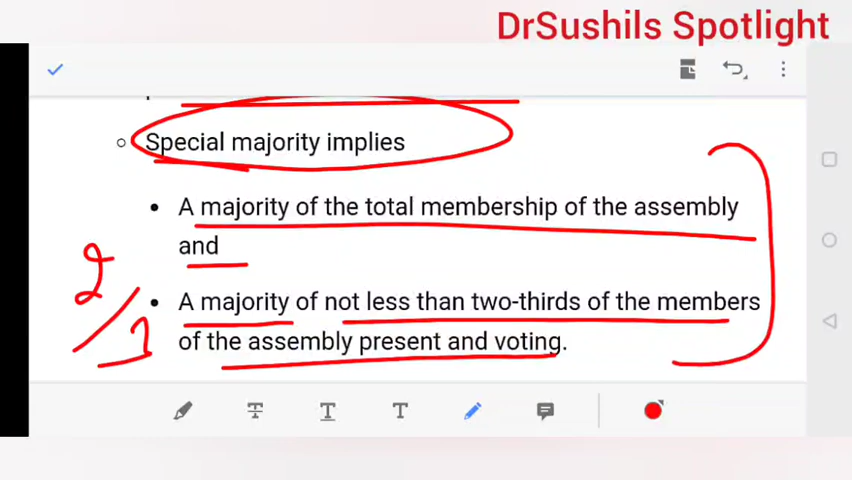 DrSushils Spotlight
Special majority implies
A majority of the total membership of the assembly
and
A majority of not less than two-thirds of the members
of the assembly present and voting.
2/